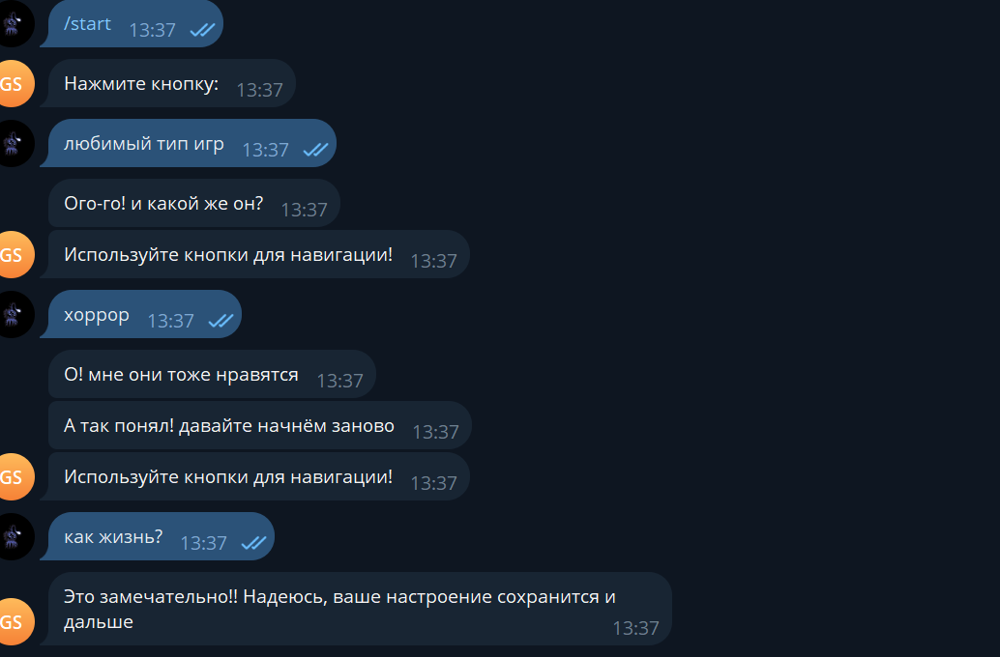 /start 13:37
GS
Нажмите кнопку: 13:37
любимый тип игр 13:37
Ого-го! и какой же он? 13:37
GS
Используйте кнопки для навигации! 13:37
хоррор 13:37
О! мне они тоже нравятся 13:37
А так понял! давайте начнём заново 13:37
GS
Используйте кнопки для навигации! 13:37
как жизнь? 13:37
GS
Это замечательно!! Надеюсь, ваше настроение сохранится и
дальше 13:37